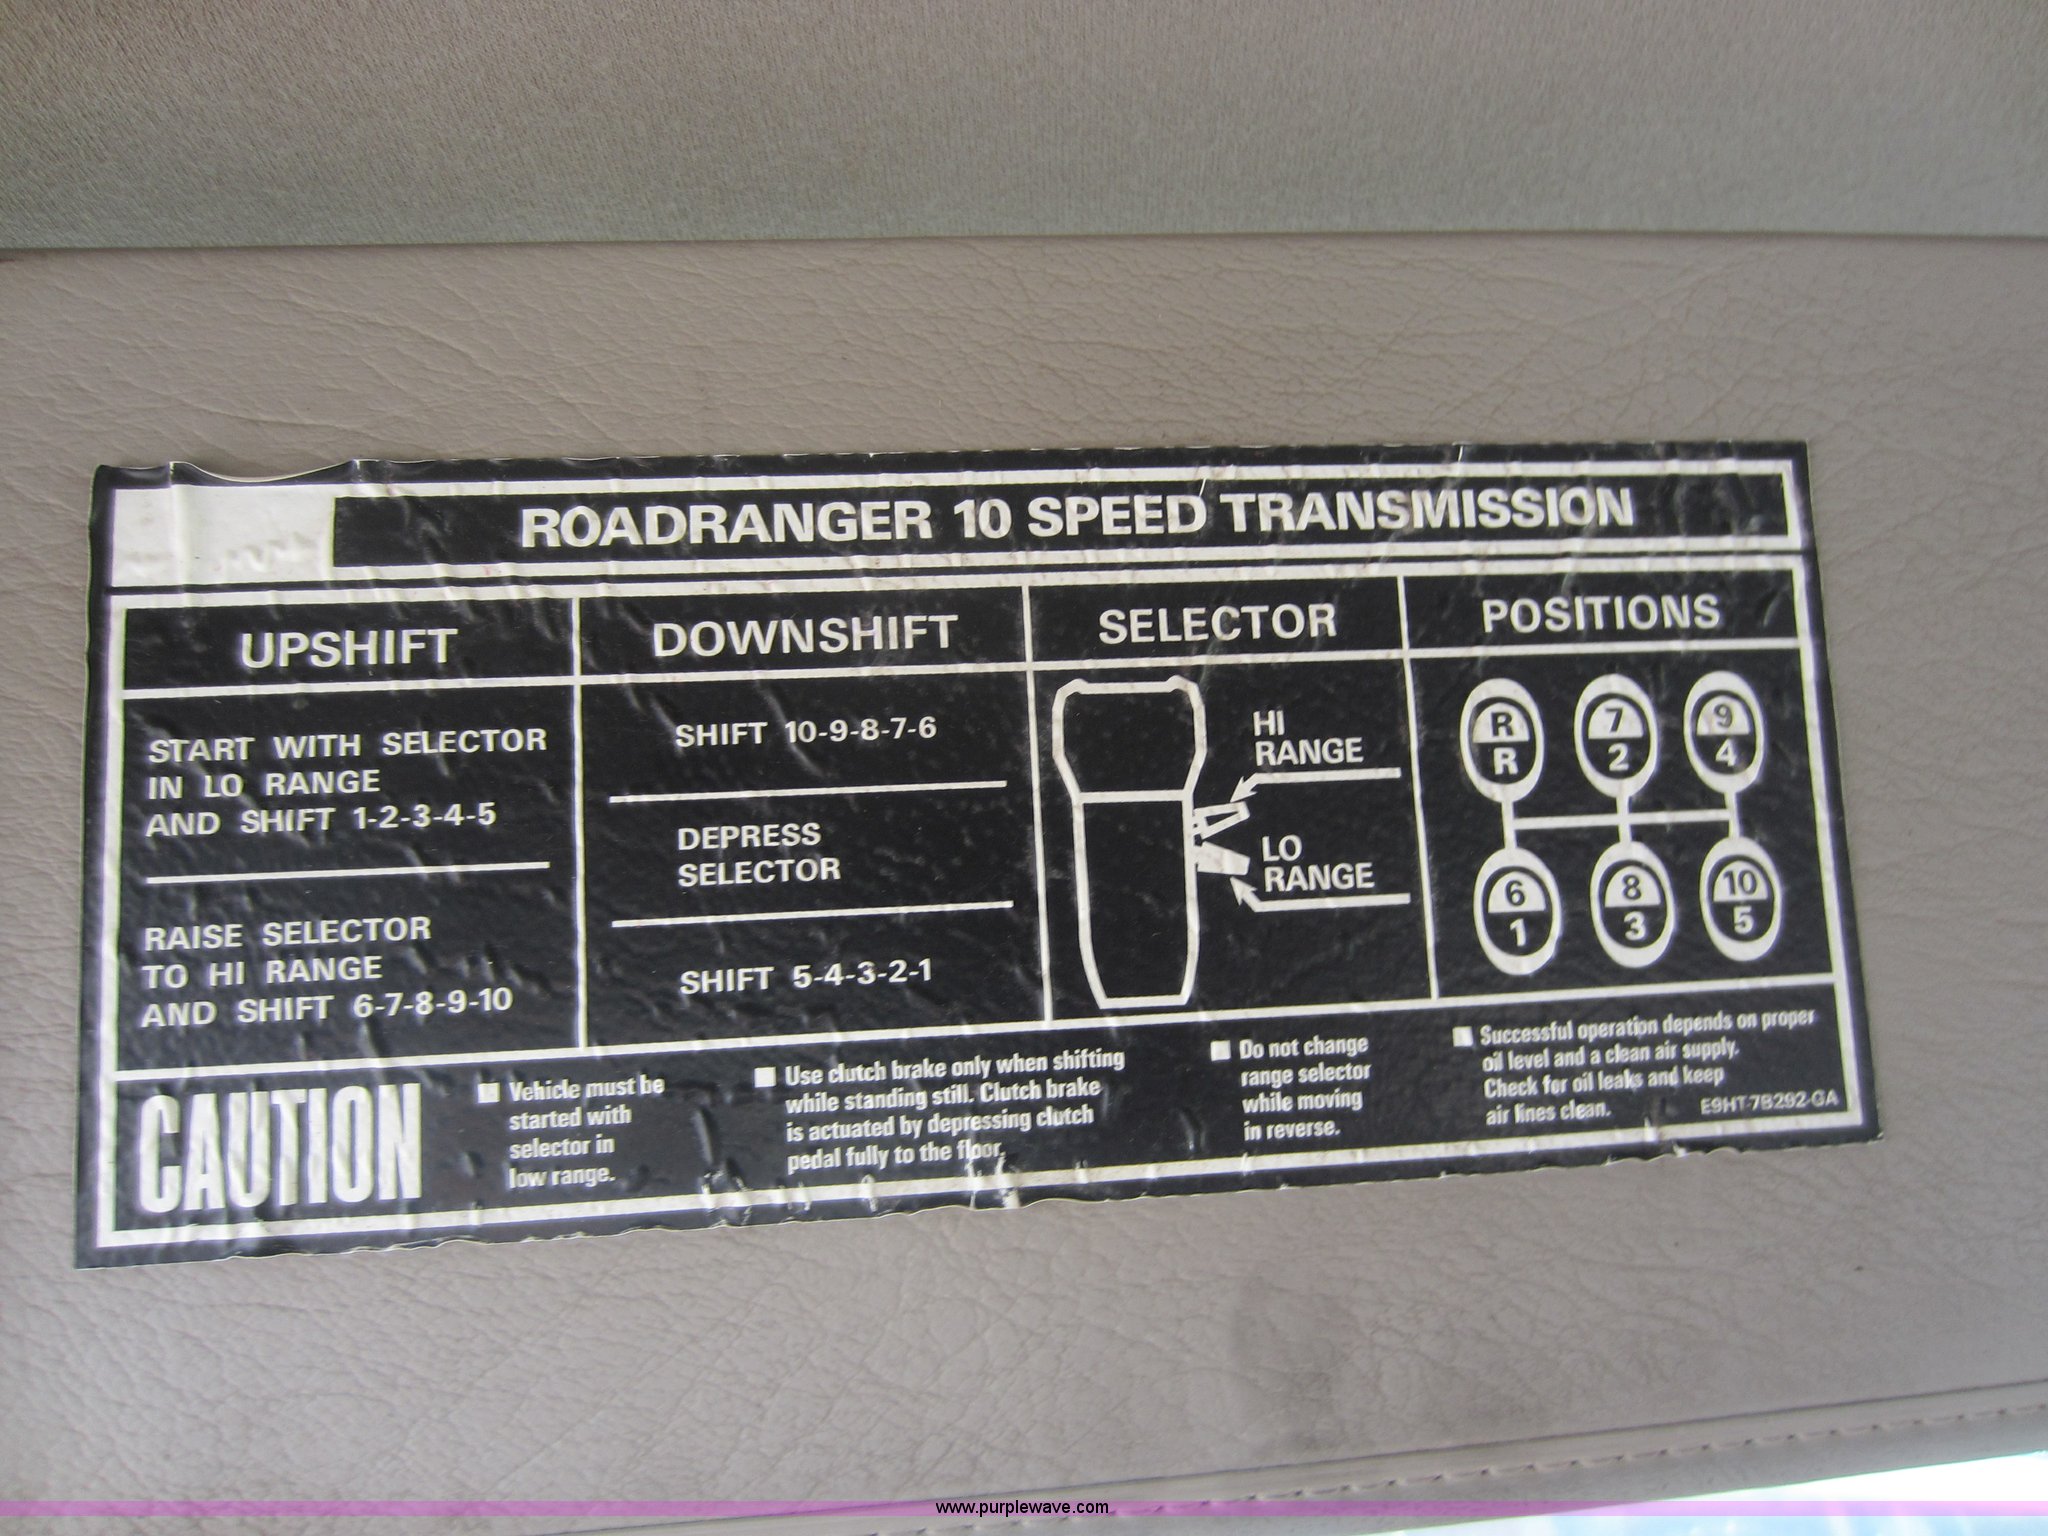 ROADRANGER 10 SPEED TRANSMISSION
UPSHIFT
START WITH SELECTOR
IN LO RANGE
AND SHIFT 1-2-3-4-5
RAISE SELECTOR
TO HI RANGE
AND SHIFT 6-7-8-9-10
DOWNSHIFT
SHIFT 10-9-8-7-6
DEPRESS
SELECTOR
SHIFT 5-4-3-2-1
SELECTOR
HI
RANGE
LO
RANGE
POSITIONS
R 7 9
R 2 4
6 8 10
1 3 5
CAUTION
Vehicle must be
started with
selector in
low range.
Use clutch brake only when shifting
while standing still. Clutch brake
is actuated by depressing clutch
pedal fully to the floor.
Do not change
range selector
while moving
in reverse.
Successful operation depends on proper
oil level and a clean air supply.
Check for oil leaks and keep
air lines clean.
E9HT-7B292-GA
www.purplewave.com